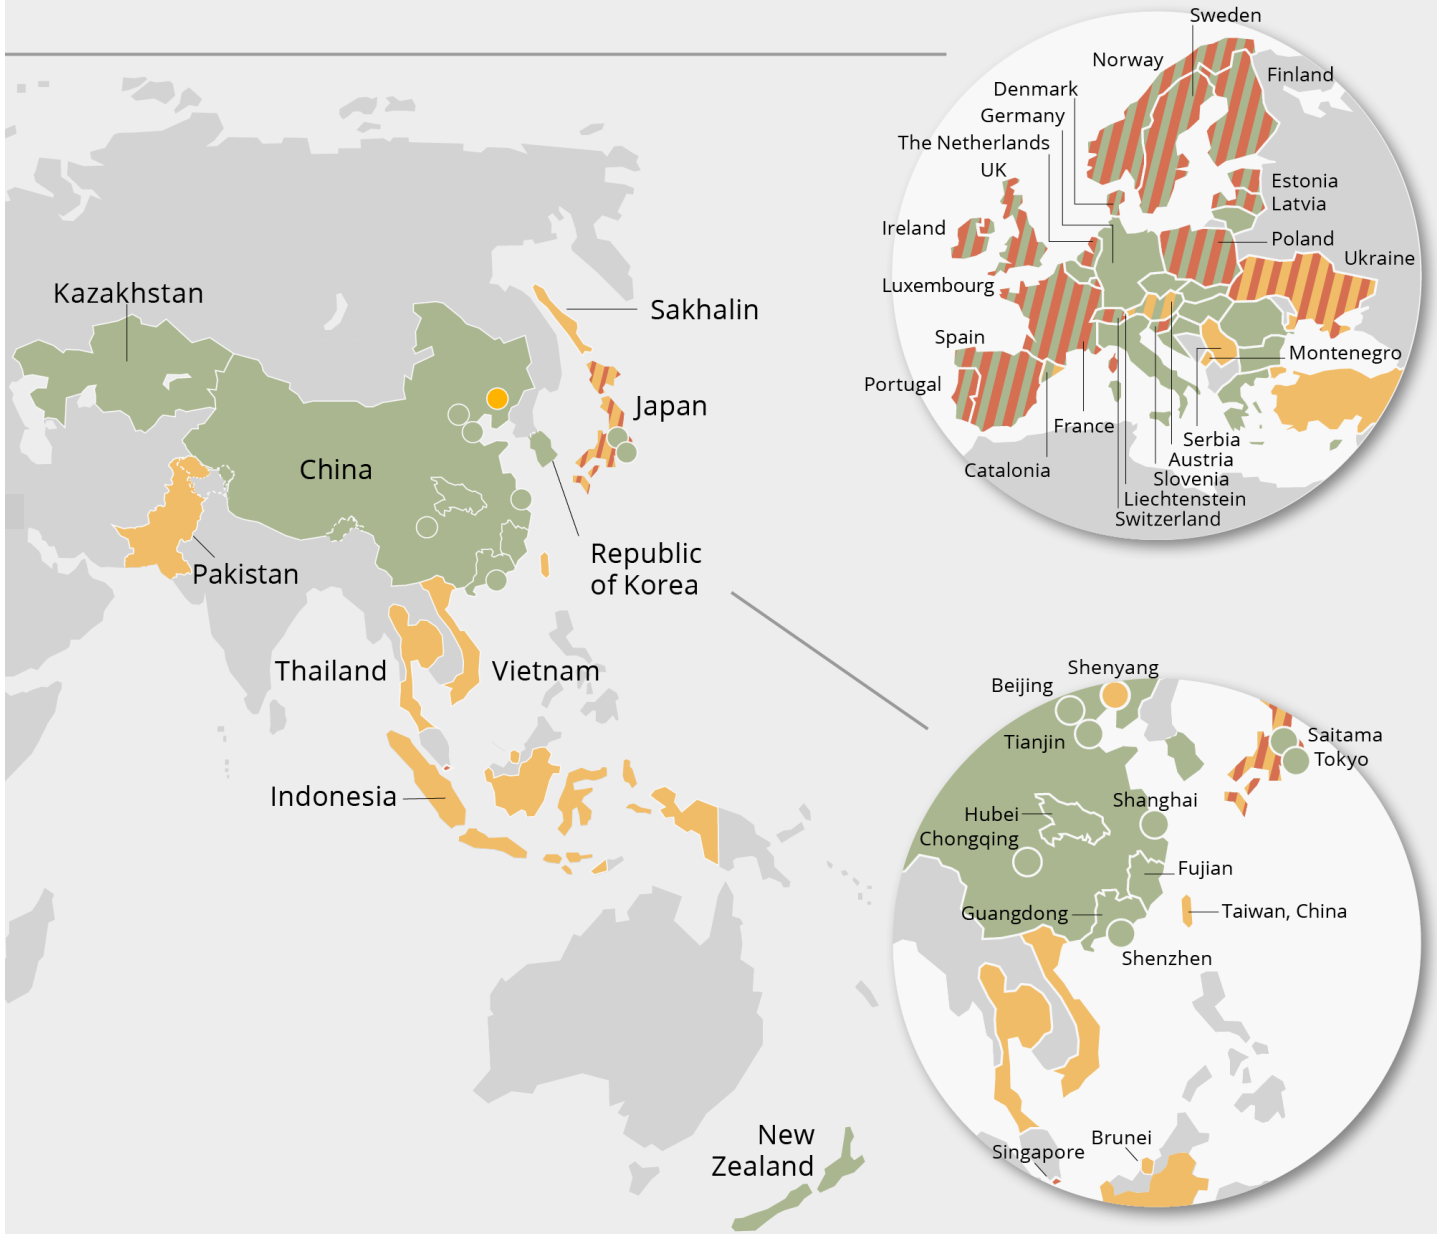 Kazakhstan
China
Pakistan
Thailand
Vietnam
Indonesia
Sakhalin
Japan
Republic
of Korea
New
Zealand
Sweden
Norway
Finland
Denmark
Germany
The Netherlands
UK
Estonia
Latvia
Ireland
Poland
Ukraine
Luxembourg
Spain
Montenegro
Portugal
France
Serbia
Austria
Catalonia
Slovenia
Liechtenstein
Switzerland
Shenyang
Beijing
Tianjin
Saitama
Tokyo
Shanghai
Hubei
Chongqing
Fujian
Guangdong
Taiwan, China
Shenzhen
Brunei
Singapore